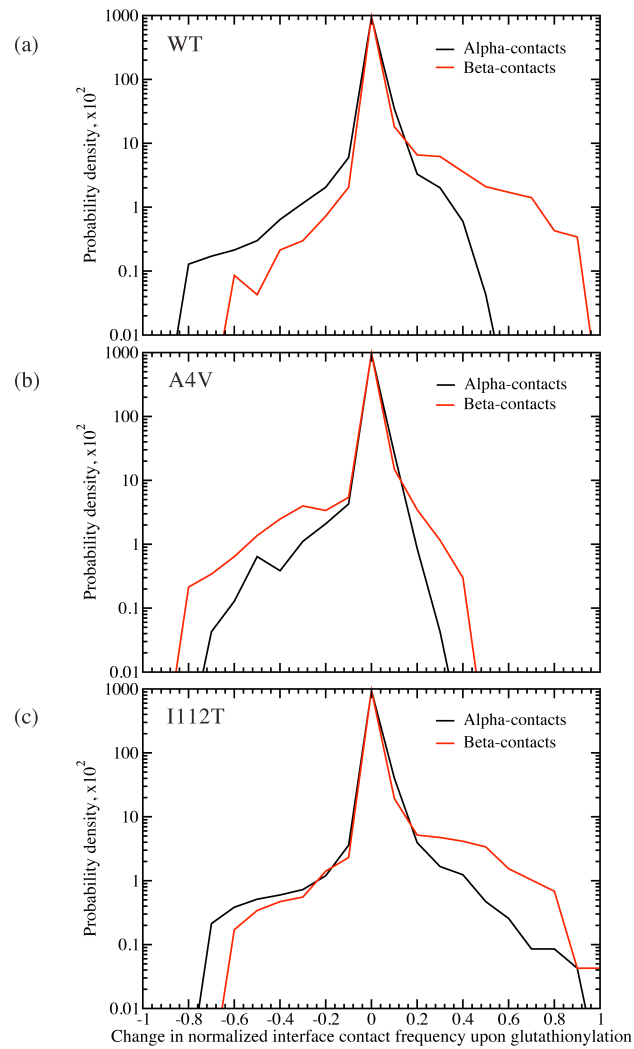 (a)
WT
Alpha-contacts
Beta-contacts
Probability density, x10²
1000
100
10
1
0.1
0.01
(b)
A4V
Alpha-contacts
Beta-contacts
Probability density, x10²
1000
100
10
1
0.1
0.01
(c)
I112T
Alpha-contacts
Beta-contacts
Probability density, x10²
1000
100
10
1
0.1
0.01
-1 -0.8 -0.6 -0.4 -0.2 0 0.2 0.4 0.6 0.8 1
Change in normalized interface contact frequency upon glutathionylation